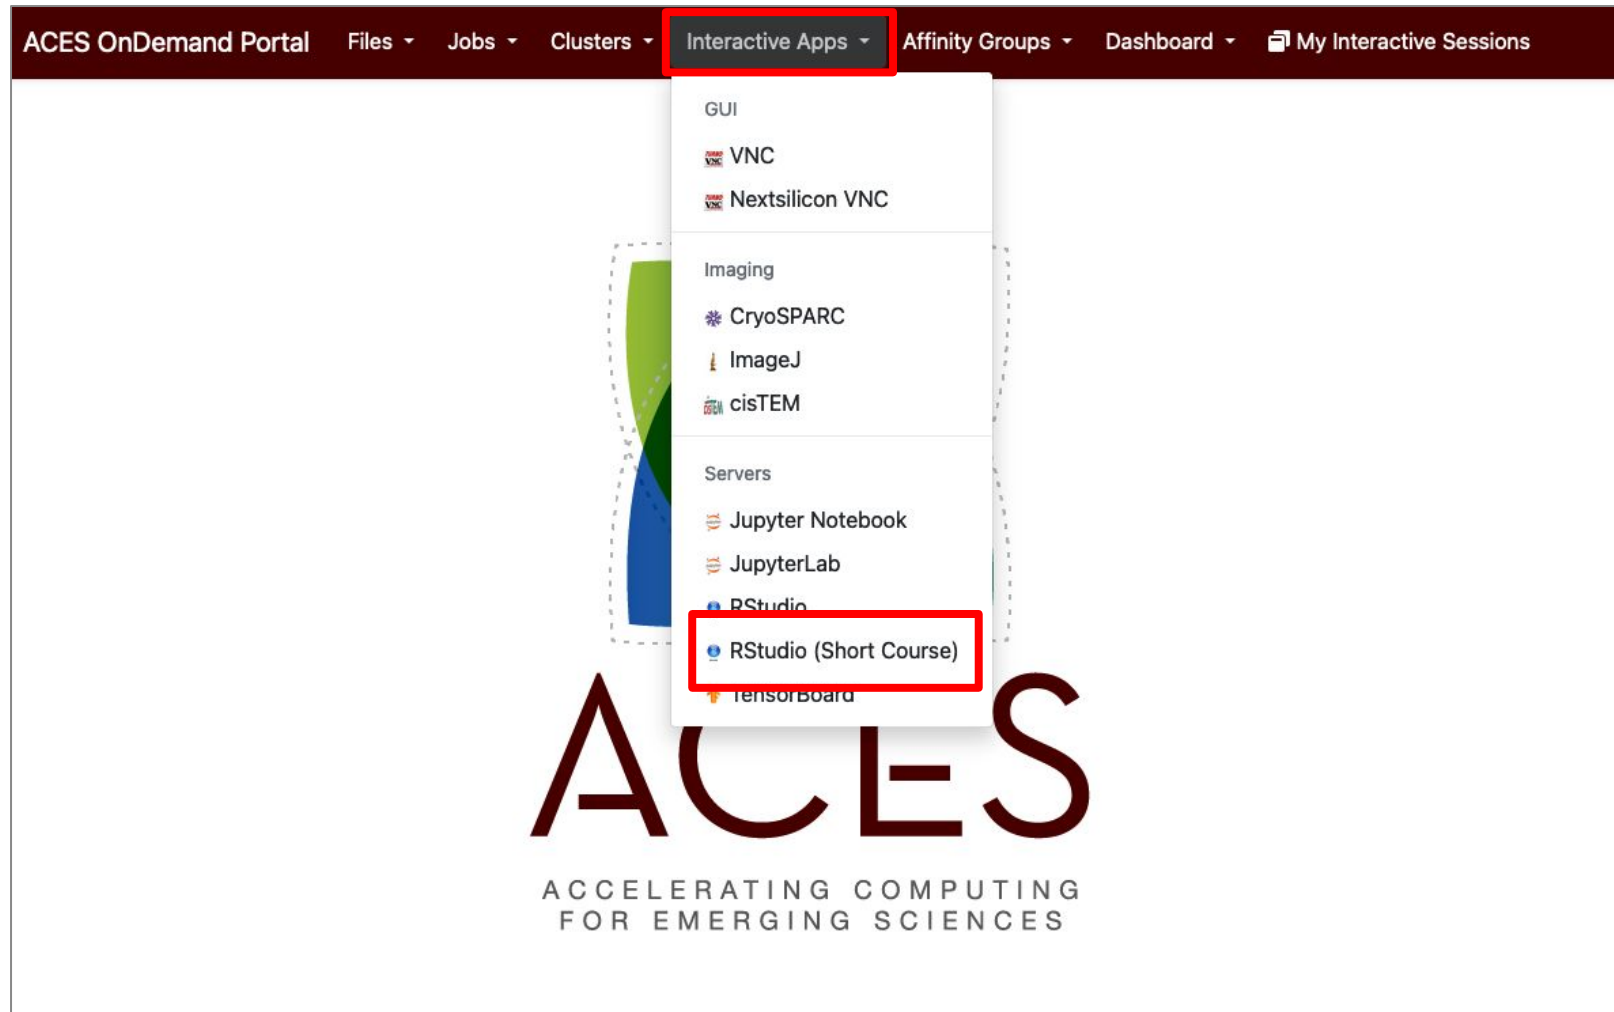 ACES OnDemand Portal Files Jobs Clusters Interactive Apps Affinity Groups Dashboard My Interactive Sessions
GUI
VNC
Nextsilicon VNC
Imaging
CryoSPARC
ImageJ
cisTEM
Servers
Jupyter Notebook
JupyterLab
RStudio
RStudio (Short Course)
TensorBoard
ACES
ACCELERATING COMPUTING
FOR EMERGING SCIENCES